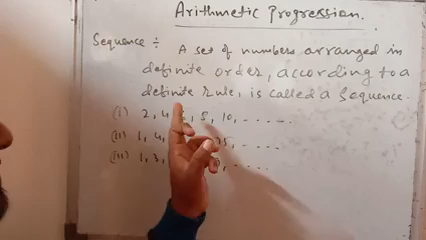 Arithmetic Progression.
Sequence ÷ A set of numbers arranged in
definite order, according to a
definite rule, is called a sequence.
(i) 2, 4, 5, 10, ......
(ii) 1, 4, 25, ......
(iii) 1, 3, ....